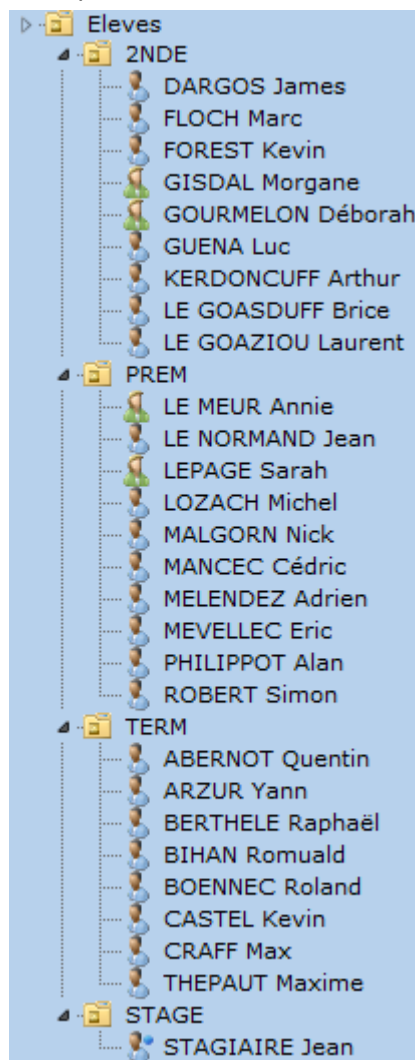 Eleves
2NDE
DARGOS James
FLOCH Marc
FOREST Kevin
GISDAL Morgane
GOURMELON Déborah
GUENA Luc
KERDONCUFF Arthur
LE GOASDUFF Brice
LE GOAZIOU Laurent
PREM
LE MEUR Annie
LE NORMAND Jean
LEPAGE Sarah
LOZACH Michel
MALGORN Nick
MANCEC Cédric
MELENDEZ Adrien
MEVELLEC Eric
PHILIPPOT Alan
ROBERT Simon
TERM
ABERNOT Quentin
ARZUR Yann
BERTHELE Raphaël
BIHAN Romuald
BOENNEC Roland
CASTEL Kevin
CRAFF Max
THEPAUT Maxime
STAGE
STAGIAIRE Jean